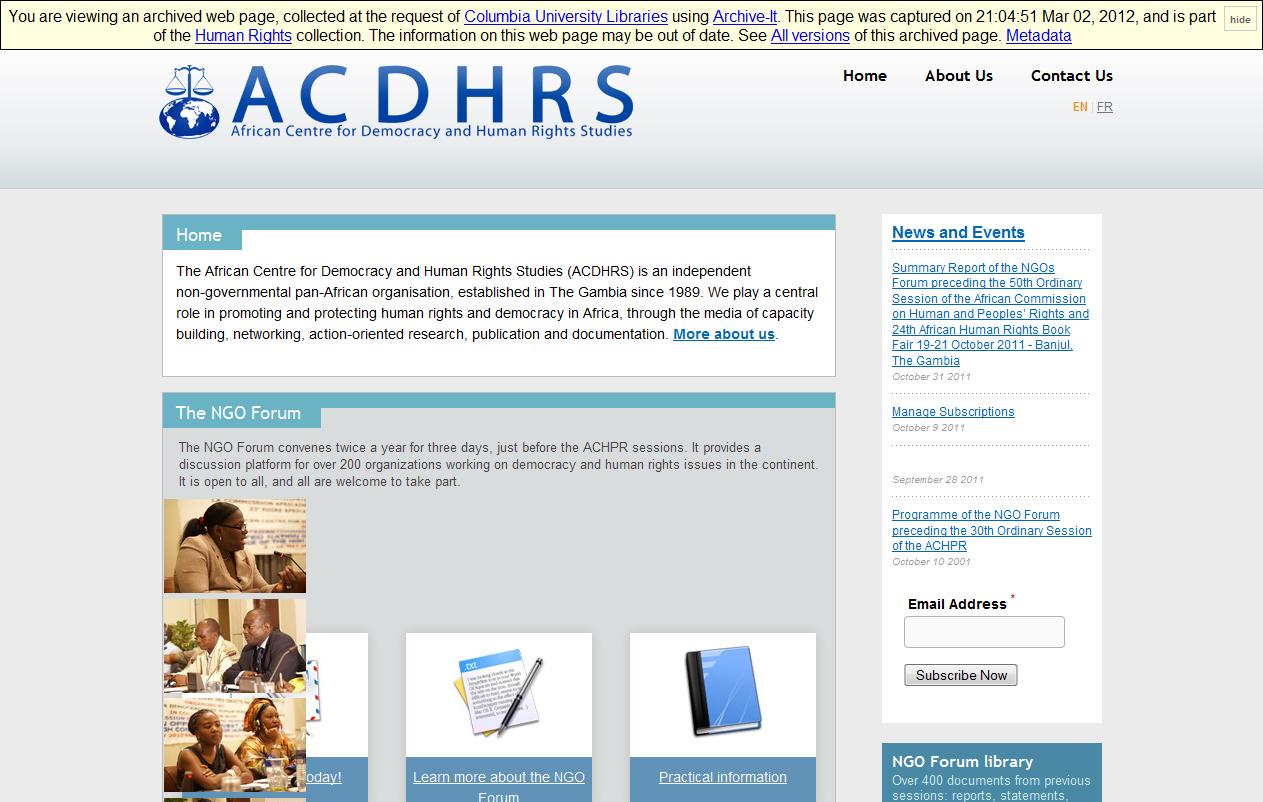 You are viewing an archived web page, collected at the request of Columbia University Libraries using Archive-It. This page was captured on 21:04:51 Mar 02, 2012, and is part
of the Human Rights collection. The information on this web page may be out of date. See All versions of this archived page. Metadata
hide
ACDHRS
African Centre for Democracy and Human Rights Studies
Home About Us Contact Us
EN | FR
Home
The African Centre for Democracy and Human Rights Studies (ACDHRS) is an independent
non-governmental pan-African organisation, established in The Gambia since 1989. We play a central
role in promoting and protecting human rights and democracy in Africa, through the media of capacity
building, networking, action-oriented research, publication and documentation. More about us.
The NGO Forum
The NGO Forum convenes twice a year for three days, just before the ACHPR sessions. It provides a
discussion platform for over 200 organizations working on democracy and human rights issues in the continent.
It is open to all, and all are welcome to take part.
.txt
oday!
Learn more about the NGO
Forum
Practical information
News and Events
Summary Report of the NGOs
Forum preceding the 50th Ordinary
Session of the African Commission
on Human and Peoples' Rights and
24th African Human Rights Book
Fair 19-21 October 2011 - Banjul,
The Gambia
October 31 2011
Manage Subscriptions
October 9 2011
September 28 2011
Programme of the NGO Forum
preceding the 30th Ordinary Session
of the ACHPR
October 10 2001
Email Address *
Subscribe Now
NGO Forum library
Over 400 documents from previous
sessions: reports, statements,